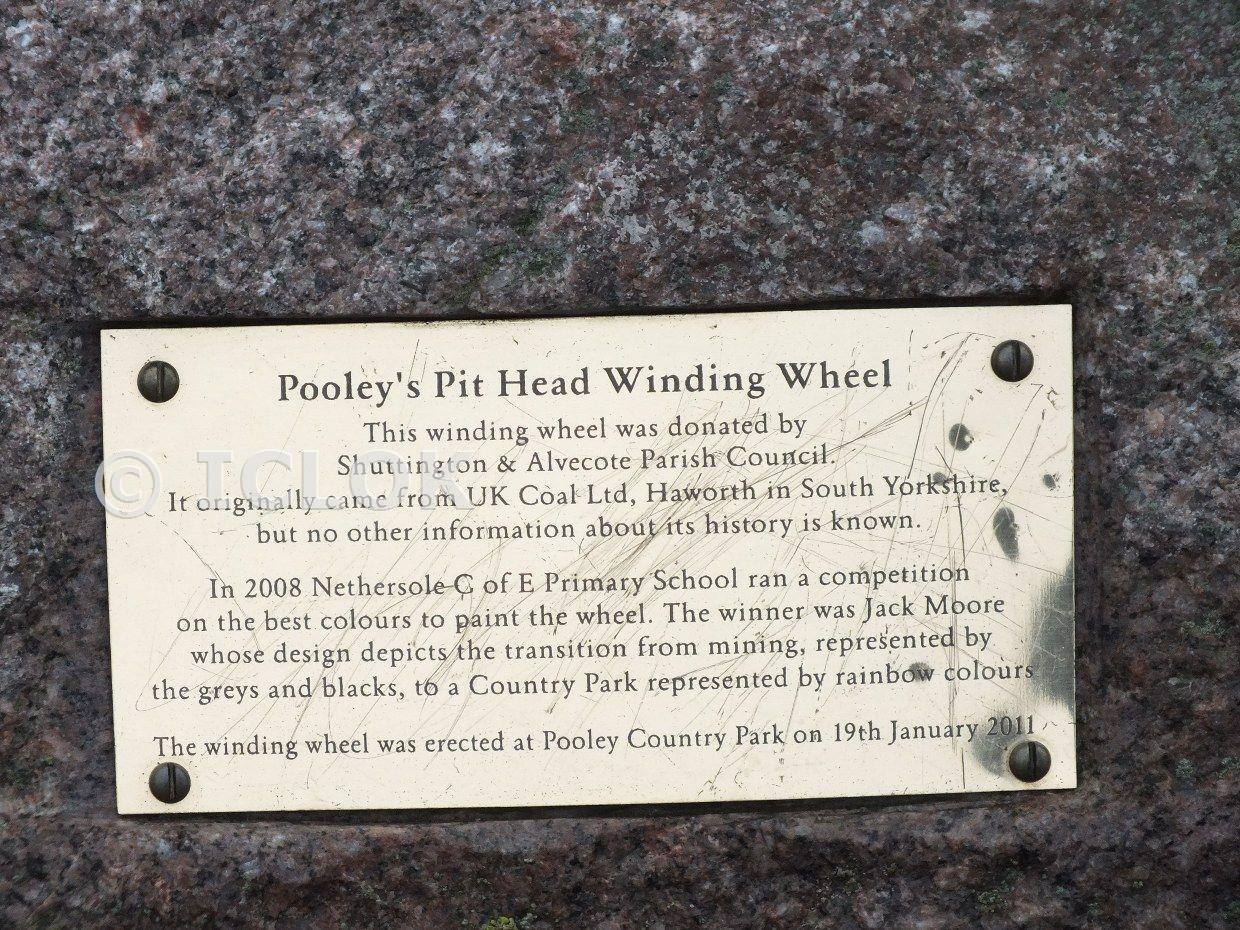 Pooley's Pit Head Winding Wheel
This winding wheel was donated by
Shuttington & Alvecote Parish Council.
It originally came from UK Coal Ltd, Haworth in South Yorkshire,
but no other information about its history is known.
In 2008 Nethersole C of E Primary School ran a competition
on the best colours to paint the wheel. The winner was Jack Moore
whose design depicts the transition from mining, represented by
the greys and blacks, to a Country Park represented by rainbow colours
The winding wheel was erected at Pooley Country Park on 19th January 2011
© TCLOK